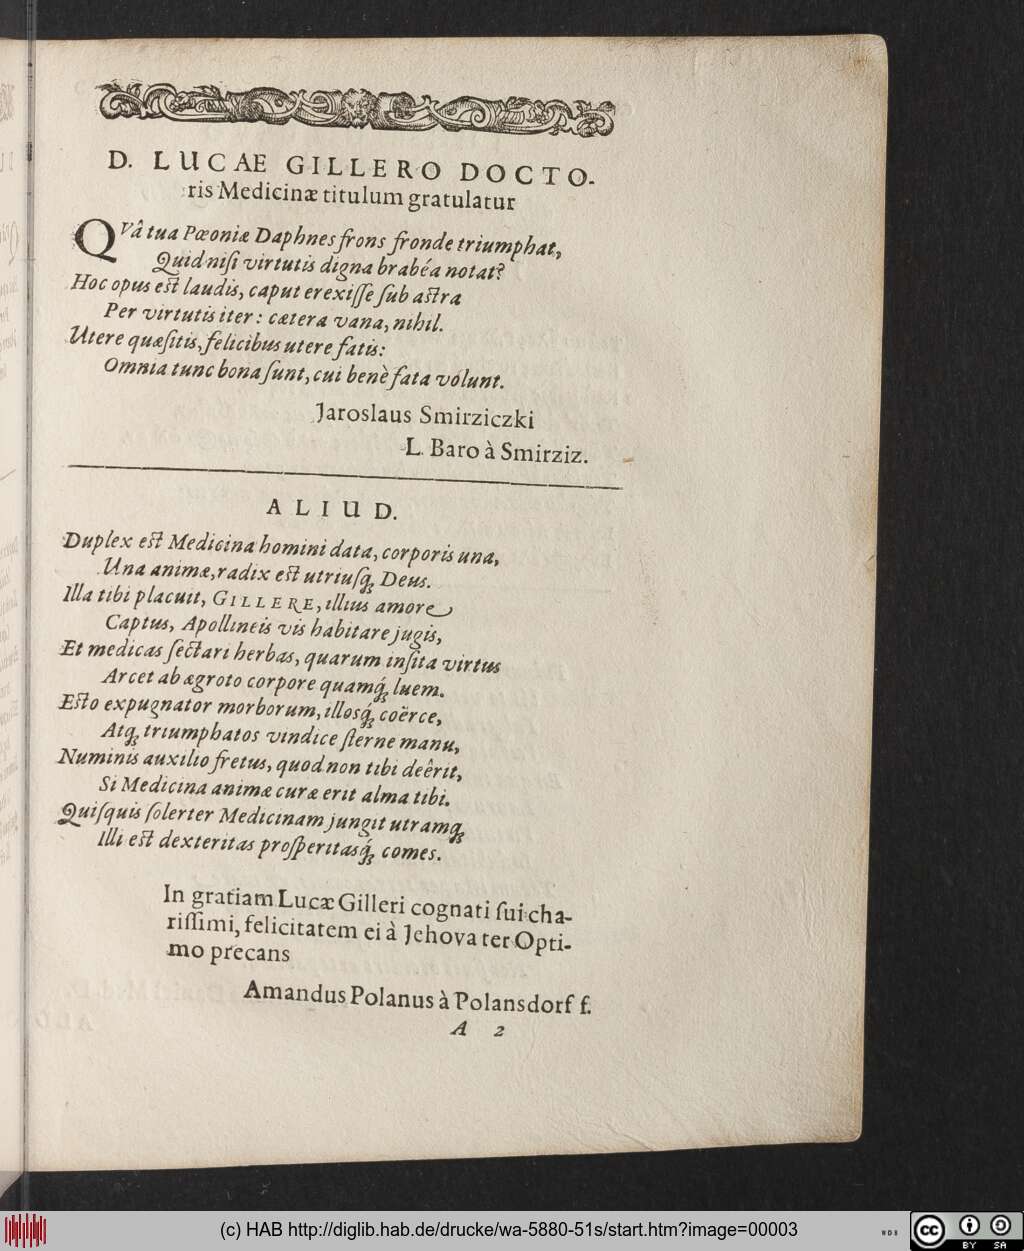 D. LUCAE GILLERO DOCTO-
ris Medicinæ titulum gratulatur
QVâ tua Pœoniæ Daphnes frons fronde triumphat,
Quid niſi virtutis digna brabéa notat?
Hoc opus eſt laudis, caput erexiſſe ſub aſtra
Per virtutis iter: cætera vana, nihil.
Utere quæſitis, felicibus utere fatis:
Omnia tunc bona ſunt, cui benè fata volunt.
Jaroslaus Smirziczki
L. Baro à Smirziz.
ALIUD.
Duplex eſt Medicina homini data, corporis una,
Una animæ, radix eſt utriuſq́; Deus.
Illa tibi placuit, GILLERE, illius amore
Captus, Apollineis vis habitare jugis,
Et medicas ſectari herbas, quarum inſita virtus
Arcet ab ægroto corpore quamq́; luem.
Eſto expugnator morborum, illosq́; coërce,
Atq; triumphatos vindice ſterne manu,
Numinis auxilio fretus, quod non tibi deêrit,
Si Medicina animæ curæ erit alma tibi.
Quiſquis ſolerter Medicinam jungit utramq;
Illi eſt dexteritas proſperitasq́; comes.
In gratiam Lucæ Gilleri cognati ſui cha-
riſſimi, felicitatem ei à Jehova ter Opti-
mo precans
Amandus Polanus à Polansdorf f.
A 2
(c) HAB http://diglib.hab.de/drucke/wa-5880-51s/start.htm?image=00003
WDB
cc
BY SA